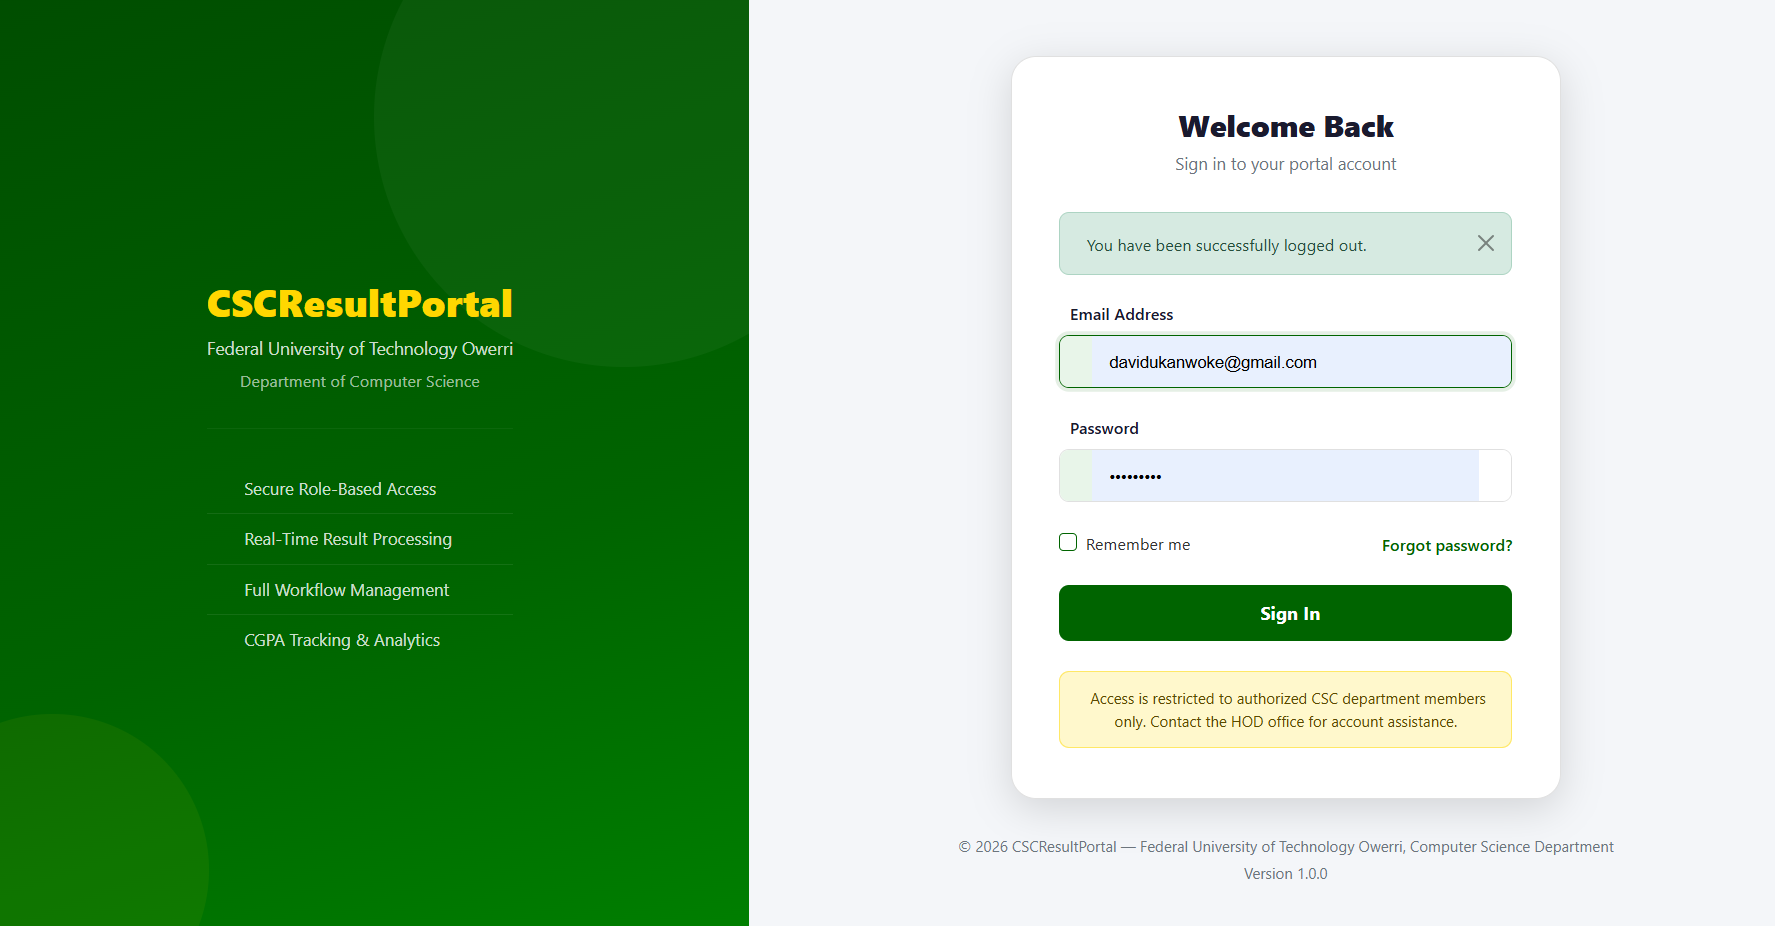 CSCResultPortal
Federal University of Technology Owerri
Department of Computer Science
Secure Role-Based Access
Real-Time Result Processing
Full Workflow Management
CGPA Tracking & Analytics
Welcome Back
Sign in to your portal account
You have been successfully logged out.
Email Address
davidukanwoke@gmail.com
Password
•••••••••
Remember me
Forgot password?
Sign In
Access is restricted to authorized CSC department members
only. Contact the HOD office for account assistance.
© 2026 CSCResultPortal — Federal University of Technology Owerri, Computer Science Department
Version 1.0.0